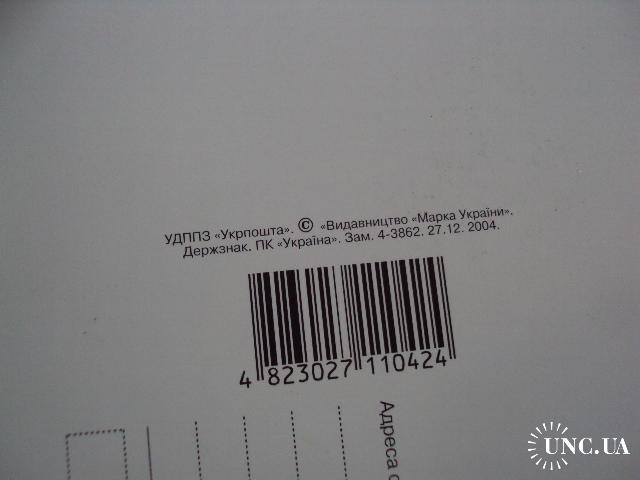 УДППЗ «Укрпошта». © «Видавництво «Марка України».
Держзнак. ПК «Україна». Зам. 4-3862. 27.12. 2004.
4 823027 110424
Адреса
UNC.UA